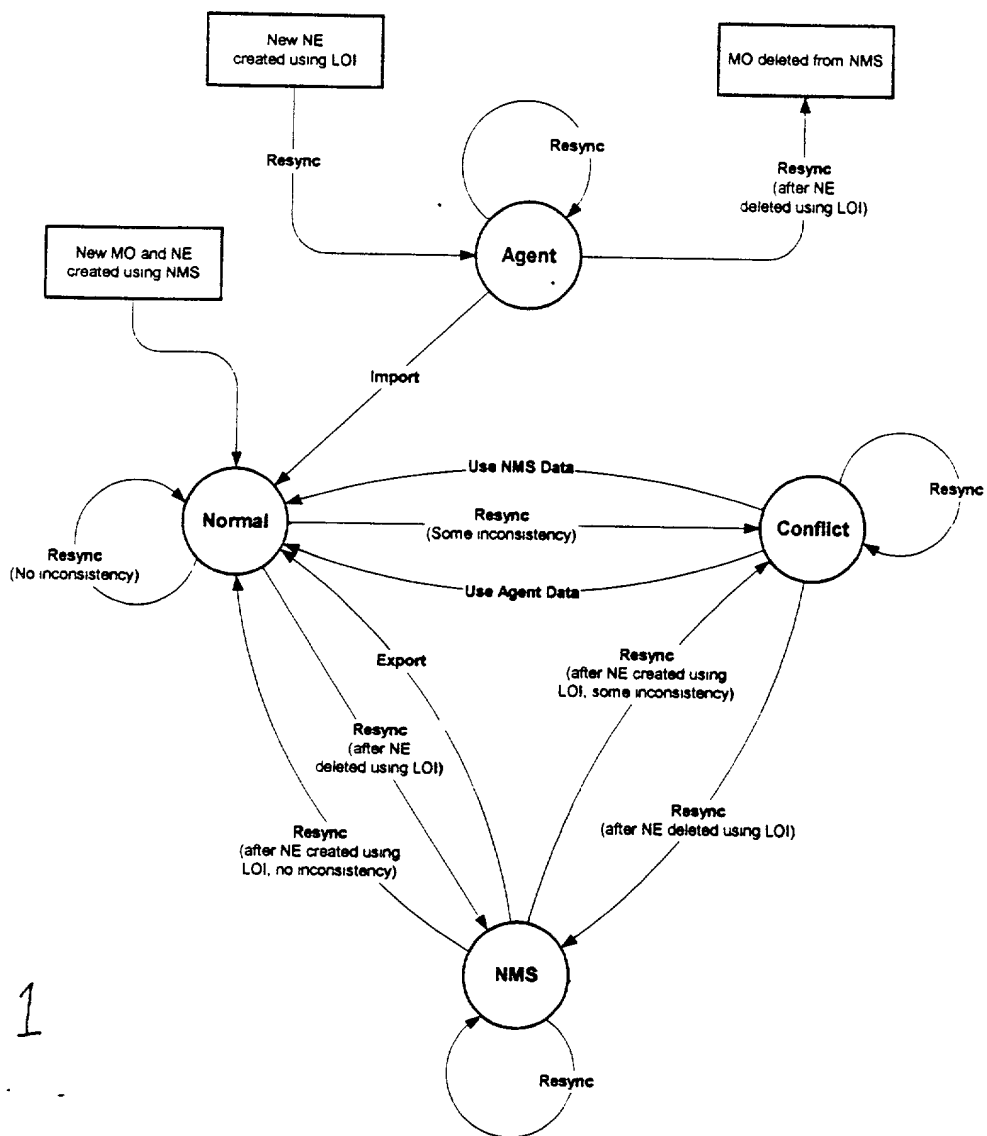 New NE
created using LOI
MO deleted from NMS
Resync
Resync
Resync
(after NE
deleted using LOI)
New MO and NE
created using NMS
Agent
Import
Use NMS Data
Resync
Normal
Resync
(Some inconsistency)
Conflict
Resync
(No inconsistency)
Use Agent Data
Export
Resync
(after NE created using
LOI, some inconsistency)
Resync
(after NE
deleted using LOI)
Resync
(after NE deleted using LOI)
Resync
(after NE created using
LOI, no inconsistency)
NMS
1
Resync